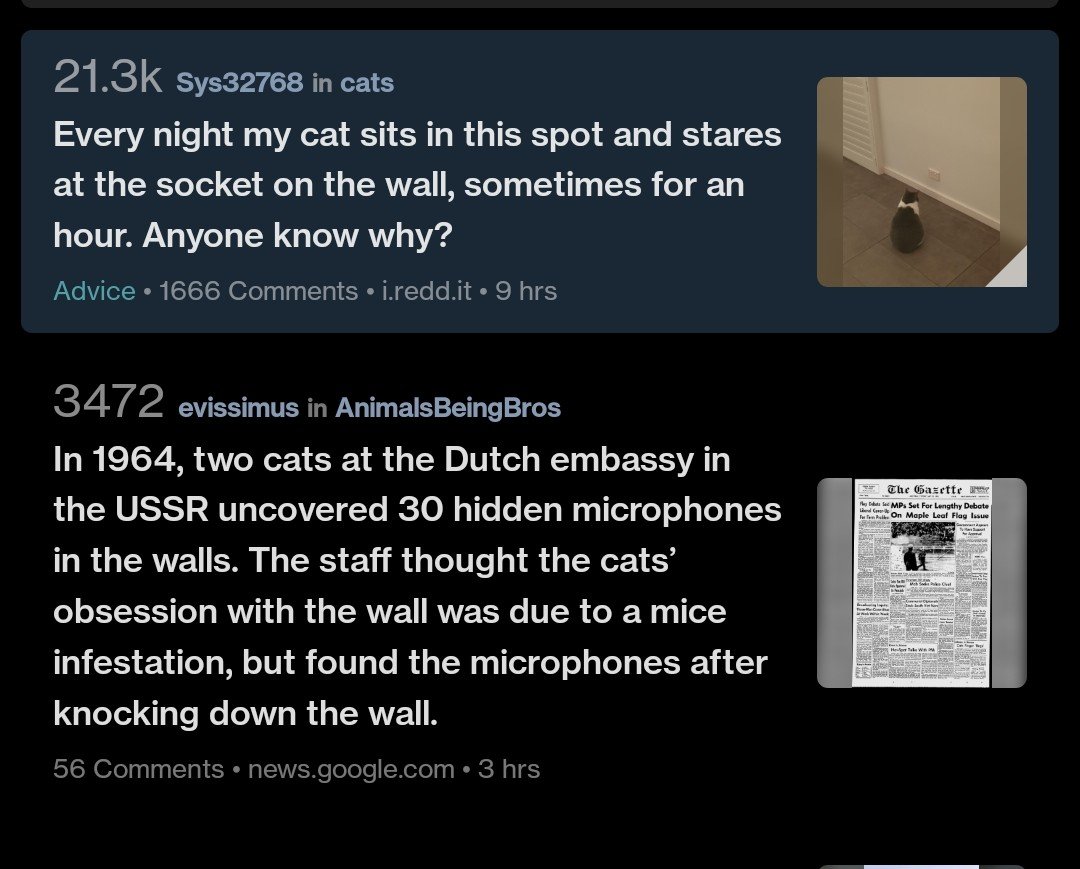 21.3k Sys32768 in cats
Every night my cat sits in this spot and stares
at the socket on the wall, sometimes for an
hour. Anyone know why?
Advice • 1666 Comments • i.redd.it • 9 hrs
3472 evissimus in AnimalsBeingBros
In 1964, two cats at the Dutch embassy in
the USSR uncovered 30 hidden microphones
in the walls. The staff thought the cats’
obsession with the wall was due to a mice
infestation, but found the microphones after
knocking down the wall.
The Gazette
MPs Set For Lengthy Debate
On Maple Leaf Flag Issue
56 Comments • news.google.com • 3 hrs